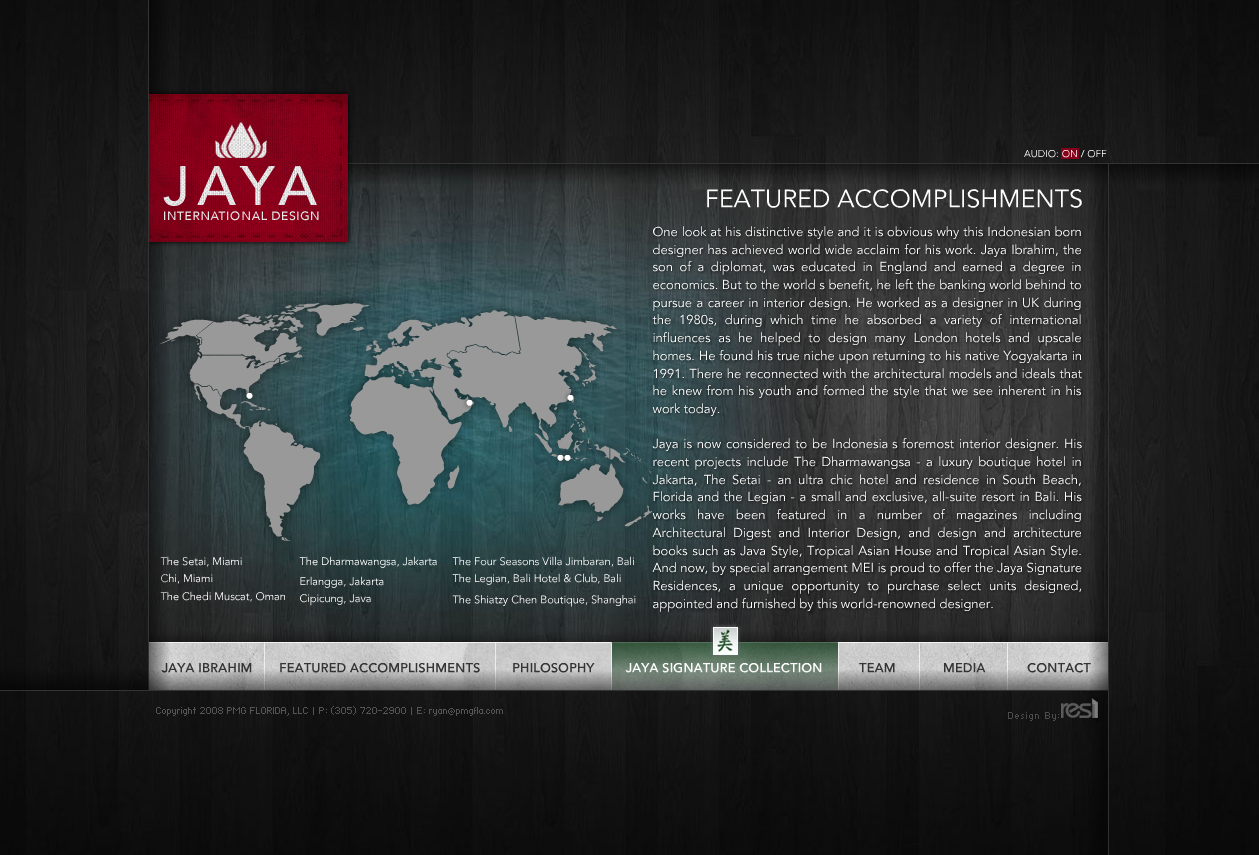 JAYA
INTERNATIONAL DESIGN
AUDIO: ON / OFF
FEATURED ACCOMPLISHMENTS
One look at his distinctive style and it is obvious why this Indonesian born
designer has achieved world wide acclaim for his work. Jaya Ibrahim, the
son of a diplomat, was educated in England and earned a degree in
economics. But to the world s benefit, he left the banking world behind to
pursue a career in interior design. He worked as a designer in UK during
the 1980s, during which time he absorbed a variety of international
influences as he helped to design many London hotels and upscale
homes. He found his true niche upon returning to his native Yogyakarta in
1991. There he reconnected with the architectural models and ideals that
he knew from his youth and formed the style that we see inherent in his
work today.
Jaya is now considered to be Indonesia s foremost interior designer. His
recent projects include The Dharmawangsa - a luxury boutique hotel in
Jakarta, The Setai - an ultra chic hotel and residence in South Beach,
Florida and the Legian - a small and exclusive, all-suite resort in Bali. His
works have been featured in a number of magazines including
Architectural Digest and Interior Design, and design and architecture
books such as Java Style, Tropical Asian House and Tropical Asian Style.
And now, by special arrangement MEI is proud to offer the Jaya Signature
Residences, a unique opportunity to purchase select units designed,
appointed and furnished by this world-renowned designer.
The Setai, Miami
Chi, Miami
The Chedi Muscat, Oman
The Dharmawangsa, Jakarta
Erlangga, Jakarta
Cipicung, Java
The Four Seasons Villa Jimbaran, Bali
The Legian, Bali Hotel & Club, Bali
The Shiatzy Chen Boutique, Shanghai
美
JAYA IBRAHIM
FEATURED ACCOMPLISHMENTS
PHILOSOPHY
JAYA SIGNATURE COLLECTION
TEAM
MEDIA
CONTACT
Copyright 2008 PMG FLORIDA, LLC | P: (305) 720-2900 | E: ryan@pmgfla.com
Design By: res1